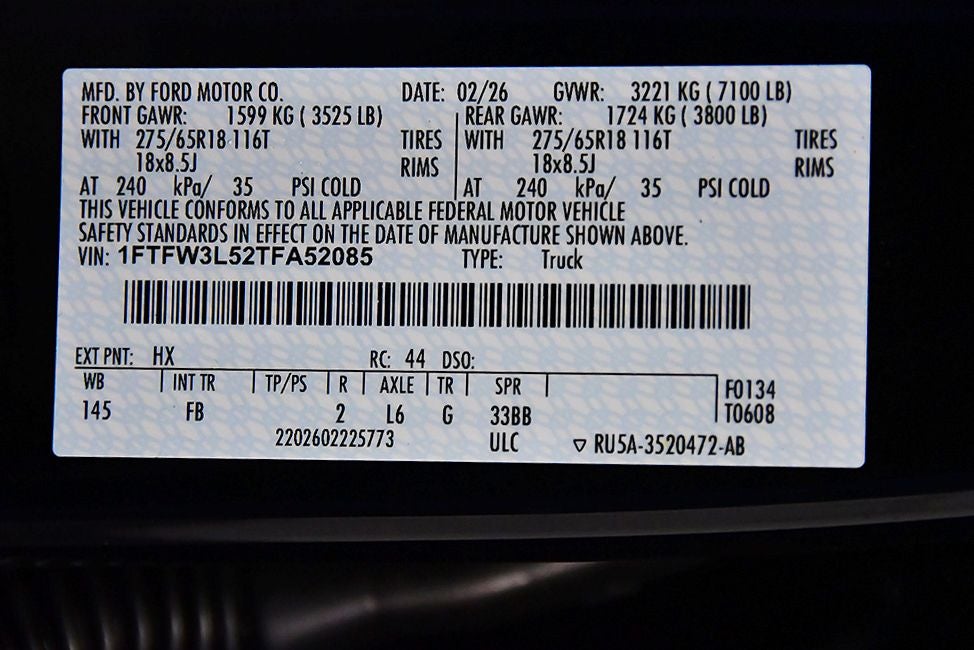 MFD. BY FORD MOTOR CO. DATE: 02/26 GVWR: 3221 KG ( 7100 LB)
FRONT GAWR: 1599 KG ( 3525 LB) REAR GAWR: 1724 KG ( 3800 LB)
WITH 275/65R18 116T TIRES WITH 275/65R18 116T TIRES
18x8.5J RIMS 18x8.5J RIMS
AT 240 kPa/ 35 PSI COLD AT 240 kPa/ 35 PSI COLD
THIS VEHICLE CONFORMS TO ALL APPLICABLE FEDERAL MOTOR VEHICLE
SAFETY STANDARDS IN EFFECT ON THE DATE OF MANUFACTURE SHOWN ABOVE.
VIN: 1FTFW3L52TFA52085 TYPE: Truck
EXT PNT: HX RC: 44 DSO:
WB INT TR TP/PS R AXLE TR SPR F0134
145 FB 2 L6 G 33BB T0608
2202602225773 ULC ▽ RU5A-3520472-AB